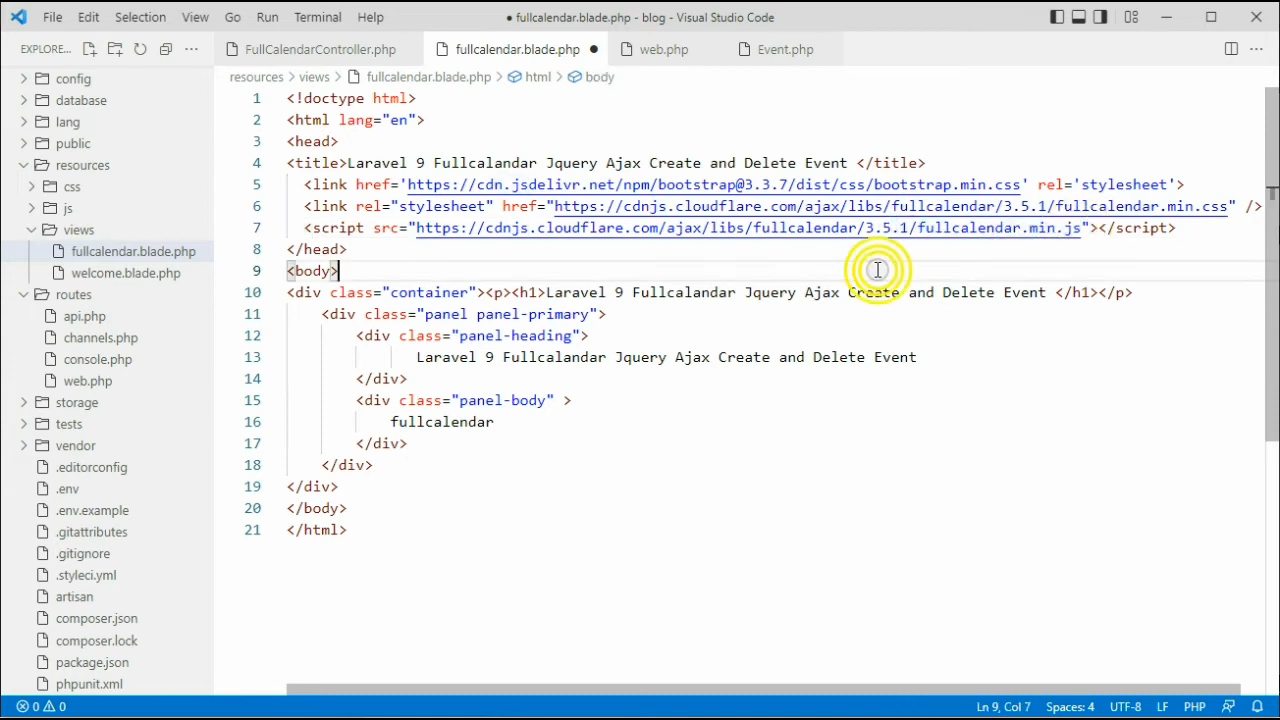 File Edit Selection View Go Run Terminal Help ● fullcalendar.blade.php - blog - Visual Studio Code
EXPLORE... FullCalendarController.php fullcalendar.blade.php ● web.php Event.php ...
resources > views > fullcalendar.blade.php > html > body
config
database
lang
public
resources
css
js
views
fullcalendar.blade.php
welcome.blade.php
routes
api.php
channels.php
console.php
web.php
storage
tests
vendor
.editorconfig
.env
.env.example
.gitattributes
.gitignore
.styleci.yml
artisan
composer.json
composer.lock
package.json
phpunit.xml
1 <!doctype html>
2 <html lang="en">
3 <head>
4 <title>Laravel 9 Fullcalandar Jquery Ajax Create and Delete Event </title>
5 <link href='https://cdn.jsdelivr.net/npm/bootstrap@3.3.7/dist/css/bootstrap.min.css' rel='stylesheet'>
6 <link rel="stylesheet" href="https://cdnjs.cloudflare.com/ajax/libs/fullcalendar/3.5.1/fullcalendar.min.css" />
7 <script src="https://cdnjs.cloudflare.com/ajax/libs/fullcalendar/3.5.1/fullcalendar.min.js"></script>
8 </head>
9 <body>
10 <div class="container"><p><h1>Laravel 9 Fullcalandar Jquery Ajax Create and Delete Event </h1></p>
11 <div class="panel panel-primary">
12 <div class="panel-heading">
13 Laravel 9 Fullcalandar Jquery Ajax Create and Delete Event
14 </div>
15 <div class="panel-body" >
16 fullcalendar
17 </div>
18 </div>
19 </div>
20 </body>
21 </html>
0 0 Ln 9, Col 7 Spaces: 4 UTF-8 LF PHP